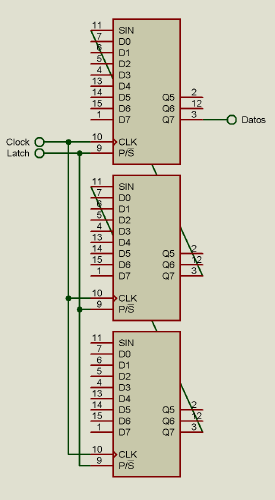 11 SIN
7 D0
6 D1
5 D2
4 D3
13 D4
14 D5 Q5 2
15 D6 Q6 12
1 D7 Q7 3 Datos
Clock 10 CLK
Latch 9 P/S̅
11 SIN
7 D0
6 D1
5 D2
4 D3
13 D4
14 D5 Q5 2
15 D6 Q6 12
1 D7 Q7 3
10 CLK
9 P/S̅
11 SIN
7 D0
6 D1
5 D2
4 D3
13 D4
14 D5 Q5 2
15 D6 Q6 12
1 D7 Q7 3
10 CLK
9 P/S̅